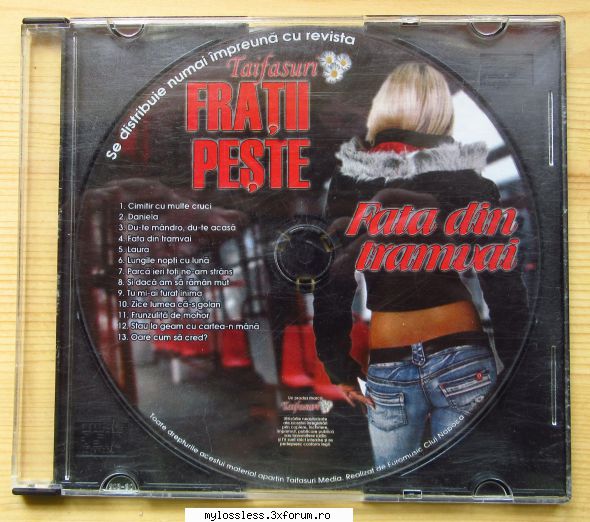 Se distribuie numai împreună cu revista
Taifasuri
FRAȚII
PEȘTE
1. Cimitir cu multe cruci
2. Daniela
3. Du-te mândro, du-te acasă
4. Fata din tramvai
5. Laura
6. Lungile nopți cu lună
7. Parcă ieri toți ne-am strâns
8. Și dacă am să rămân mut
9. Tu mi-ai furat inima
10. Zice lumea că-s golan
11. Frunzuliță de mohor
12. Stau la geam cu cartea-n mână
13. Oare cum să cred?
Fata din
tramvai
Un produs marca
Taifasuri
Toate drepturile acestui material aparțin Taifasuri Media. Realizat de Euromusic Cluj Napoca
mylossless.3xforum.ro